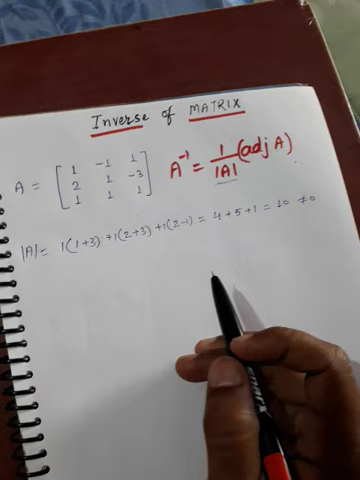 Inverse of MATRIX
A = [ 1 -1 1
2 1 -3
1 1 1 ]
A⁻¹ = 1/|A| (adj A)
|A| = 1(1+3) +1(2+3) +1(2-1) = 4+5+1 = 10 ≠0